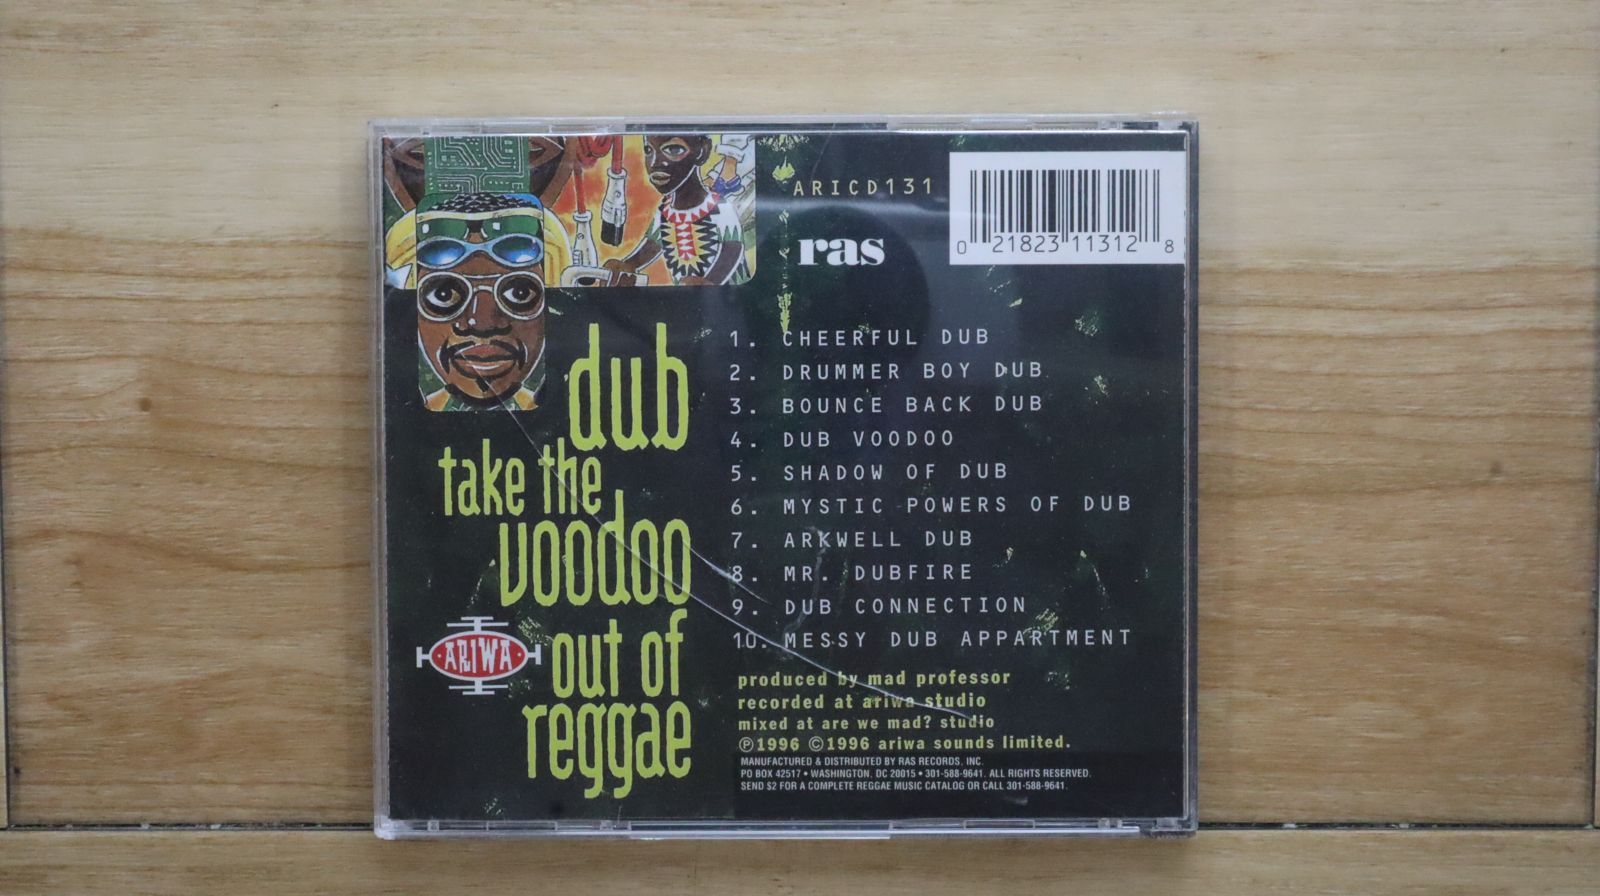 ARICD131
ras
0 21823 11312 8
dub
take the
voodoo
out of
reggae
ARIWA
1. CHEERFUL DUB
2. DRUMMER BOY DUB
3. BOUNCE BACK DUB
4. DUB VOODOO
5. SHADOW OF DUB
6. MYSTIC POWERS OF DUB
7. ARKWELL DUB
8. MR. DUBFIRE
9. DUB CONNECTION
10. MESSY DUB APPARTMENT
produced by mad professor
recorded at ariwa studio
mixed at are we mad? studio
℗1996 ©1996 ariwa sounds limited.
MANUFACTURED & DISTRIBUTED BY RAS RECORDS, INC.
PO BOX 42517 • WASHINGTON, DC 20015 • 301-588-9641. ALL RIGHTS RESERVED.
SEND $2 FOR A COMPLETE REGGAE MUSIC CATALOG OR CALL 301-588-9641.